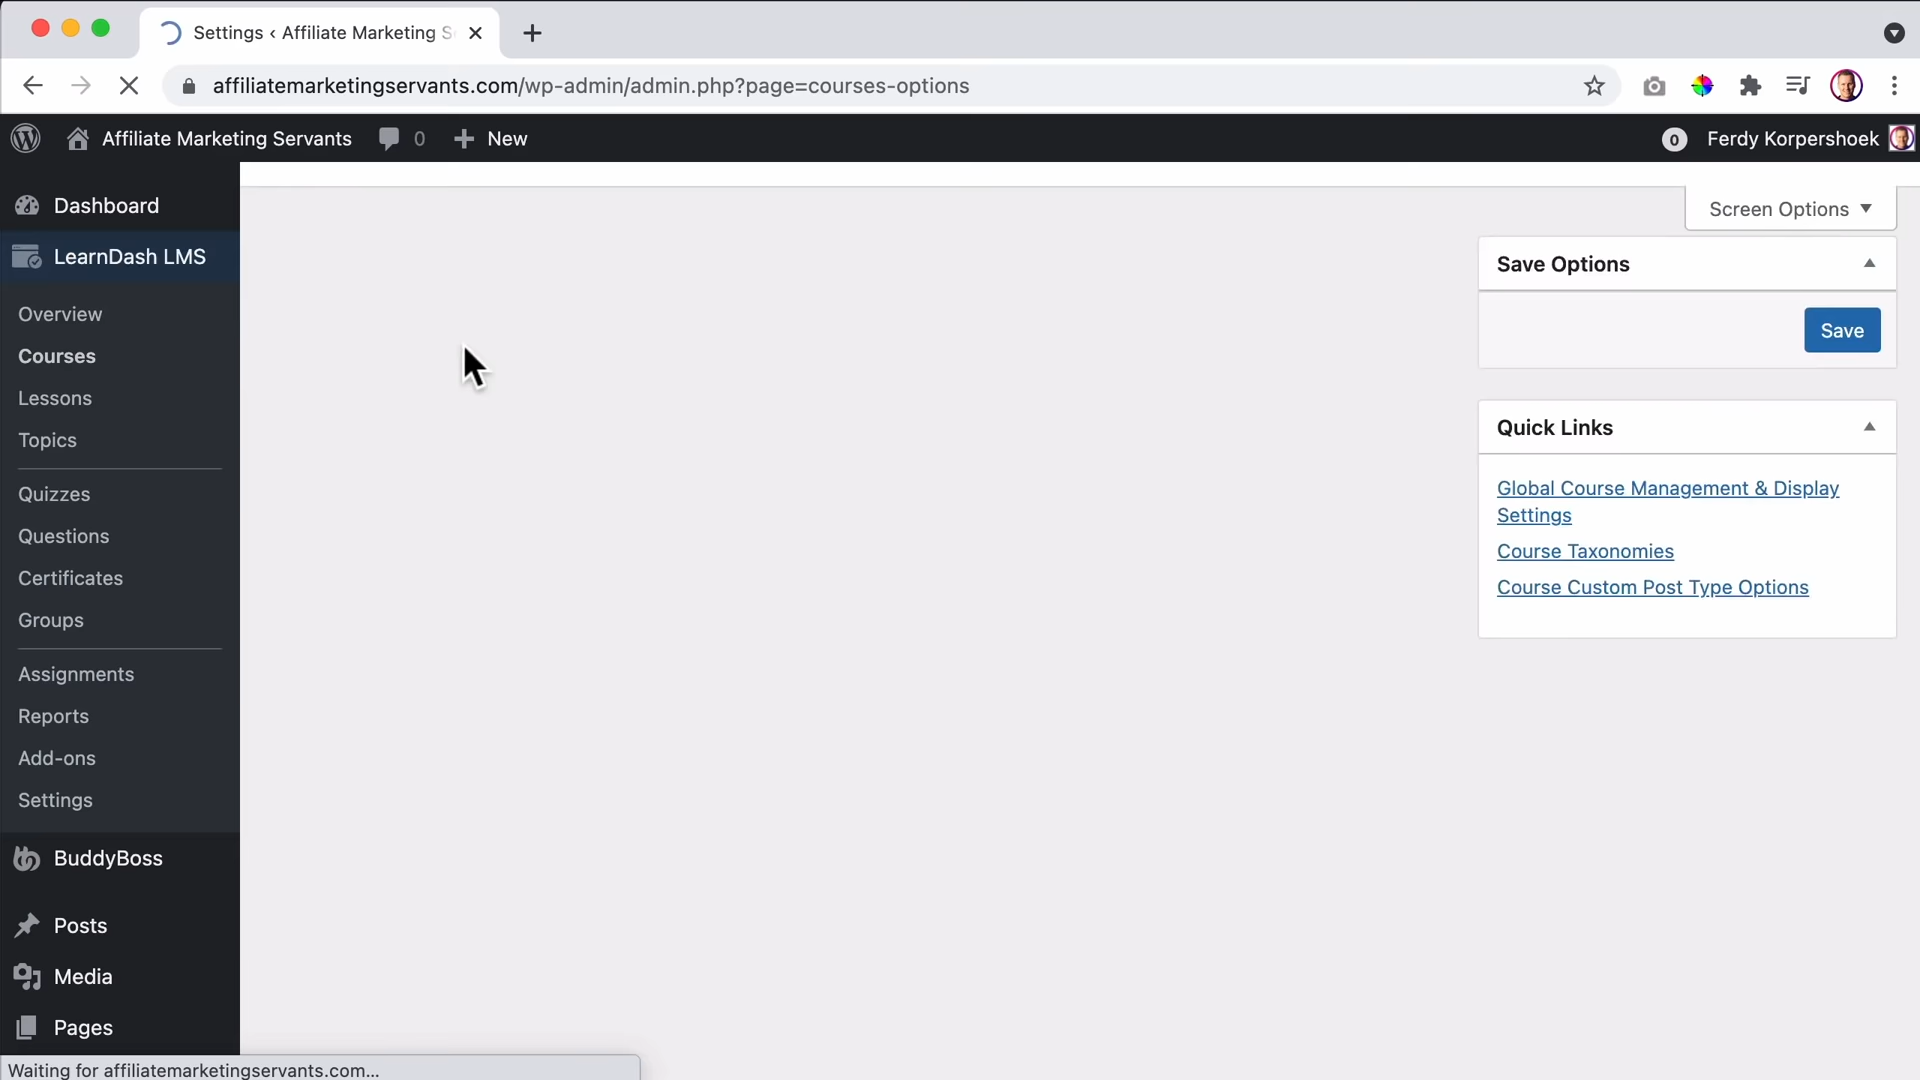 Settings ‹ Affiliate Marketing S
affiliatemarketingservants.com/wp-admin/admin.php?page=courses-options
Affiliate Marketing Servants
0
New
0
Ferdy Korpershoek
Dashboard
LearnDash LMS
Overview
Courses
Lessons
Topics
Quizzes
Questions
Certificates
Groups
Assignments
Reports
Add-ons
Settings
BuddyBoss
Posts
Media
Pages
Screen Options
Save Options
Save
Quick Links
Global Course Management & Display
Settings
Course Taxonomies
Course Custom Post Type Options
Waiting for affiliatemarketingservants.com...